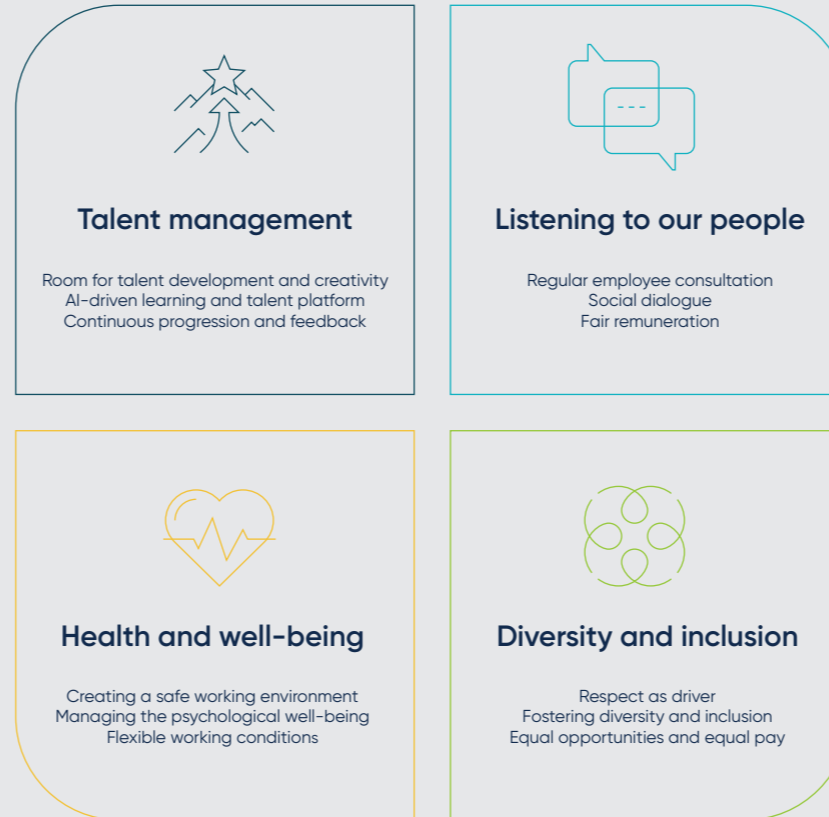 Talent management
Room for talent development and creativity
AI-driven learning and talent platform
Continuous progression and feedback
Listening to our people
Regular employee consultation
Social dialogue
Fair remuneration
Health and well-being
Creating a safe working environment
Managing the psychological well-being
Flexible working conditions
Diversity and inclusion
Respect as driver
Fostering diversity and inclusion
Equal opportunities and equal pay